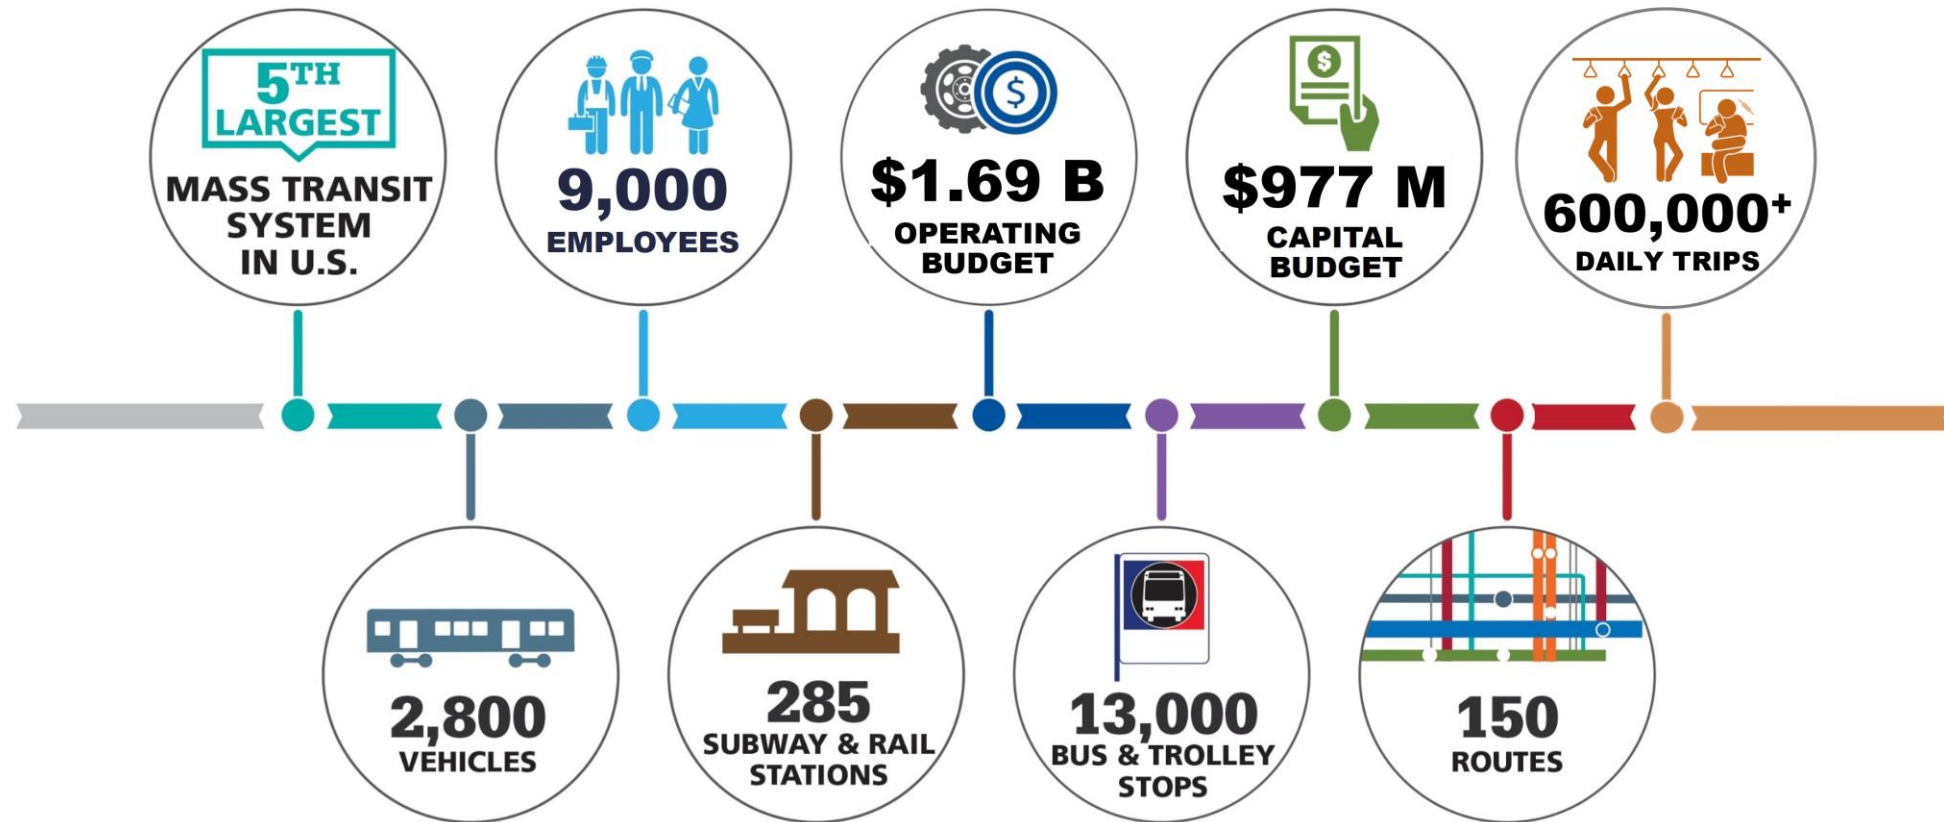 5TH
LARGEST
MASS TRANSIT
SYSTEM
IN U.S.
9,000
EMPLOYEES
$
$1.69 B
OPERATING
BUDGET
$
$977 M
CAPITAL
BUDGET
600,000+
DAILY TRIPS
2,800
VEHICLES
285
SUBWAY & RAIL
STATIONS
13,000
BUS & TROLLEY
STOPS
150
ROUTES